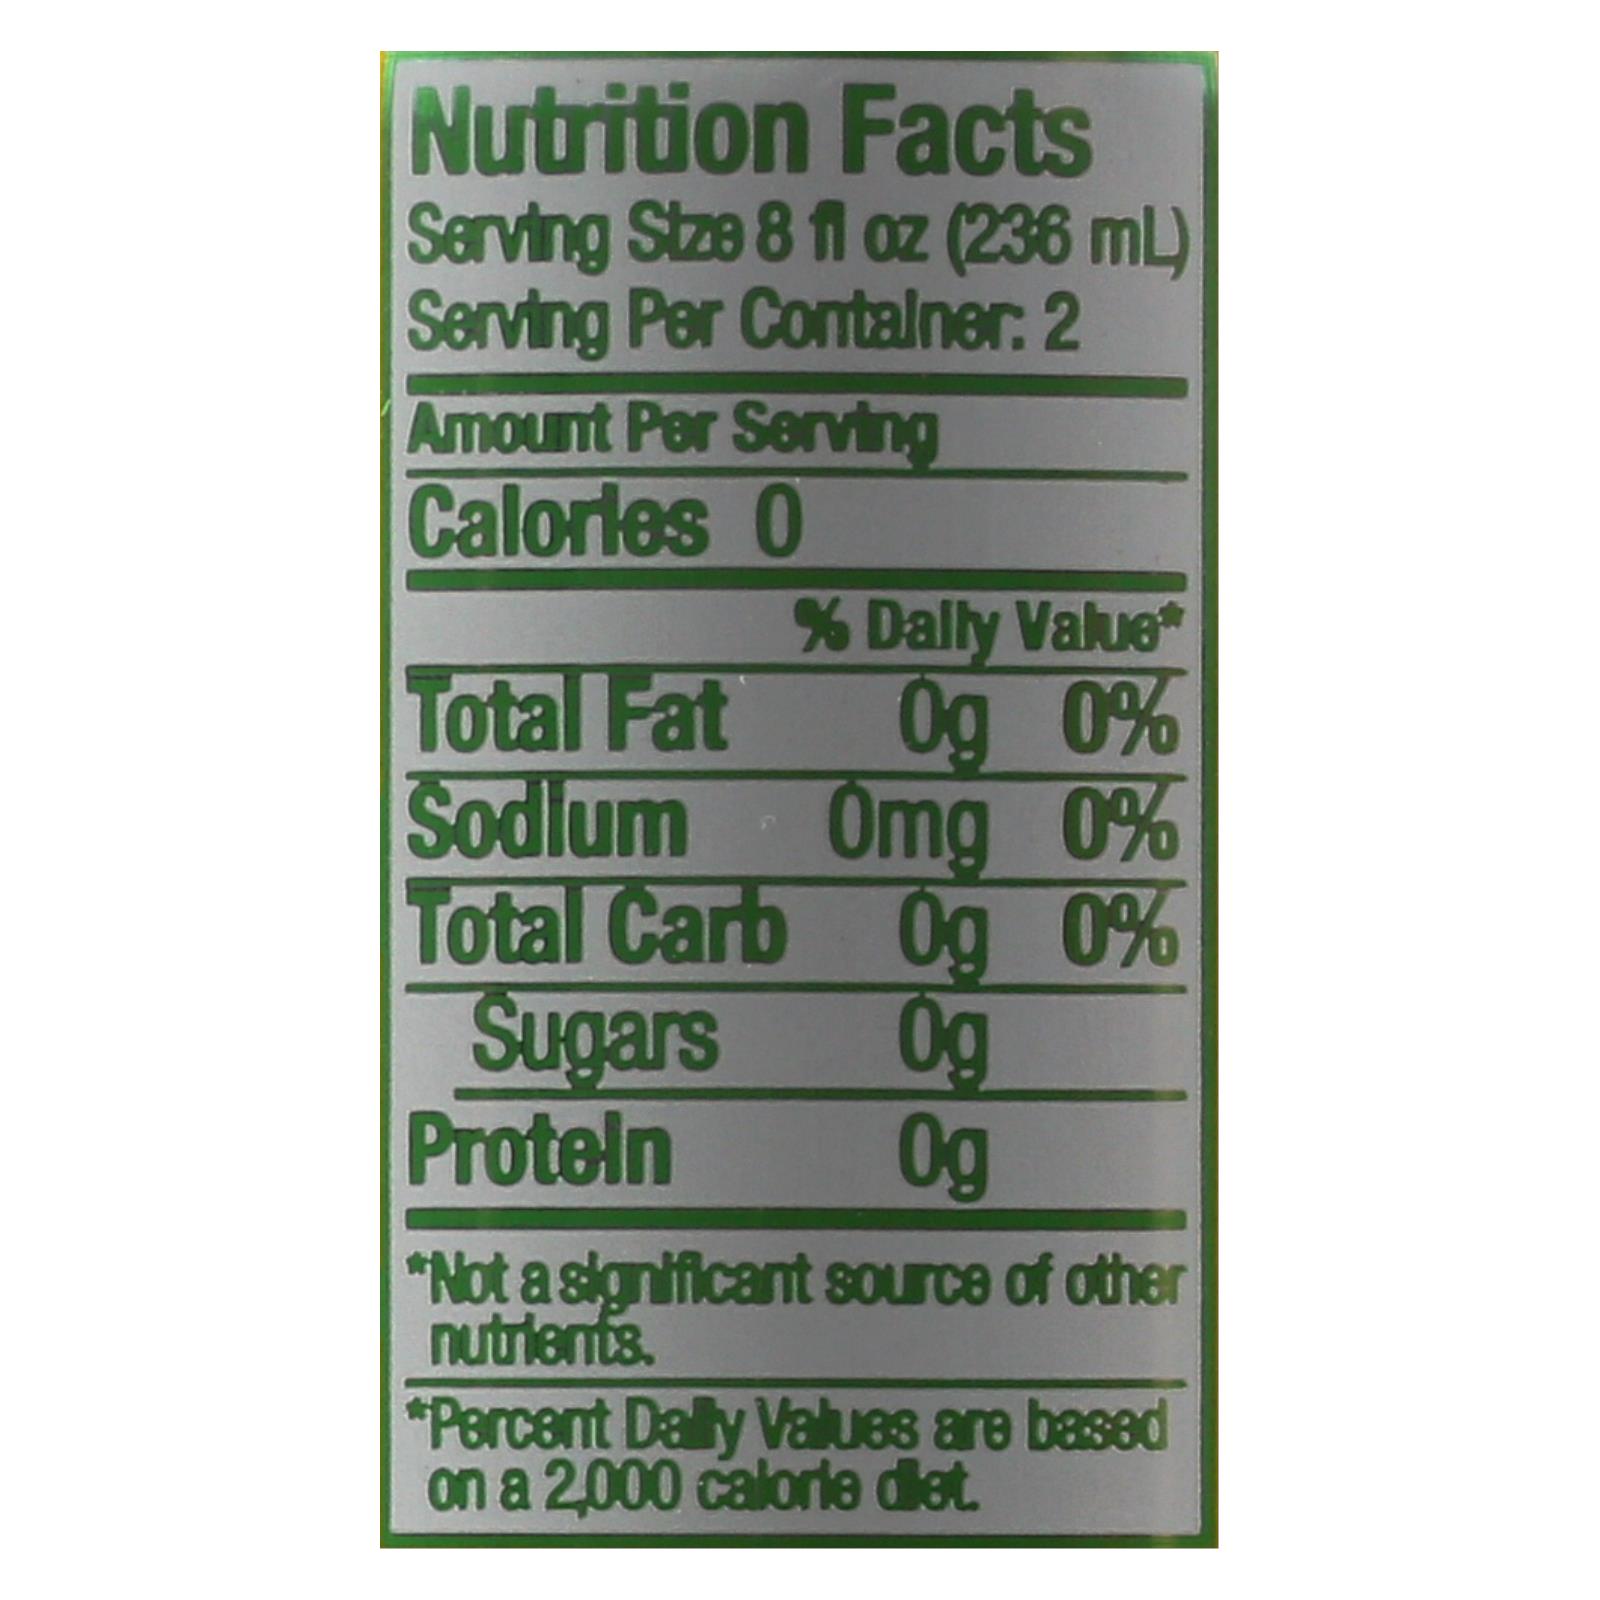 Nutrition Facts
Serving Size 8 fl oz (236 mL)
Serving Per Container: 2
Amount Per Serving
Calories 0
% Daily Value*
Total Fat 0g 0%
Sodium 0mg 0%
Total Carb 0g 0%
Sugars 0g
Protein 0g
*Not a significant source of other
nutrients.
*Percent Daily Values are based
on a 2,000 calorie diet.